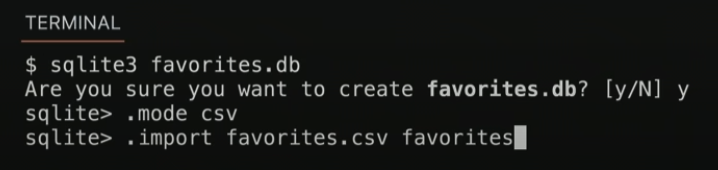 TERMINAL
$ sqlite3 favorites.db
Are you sure you want to create favorites.db? [y/N] y
sqlite> .mode csv
sqlite> .import favorites.csv favorites